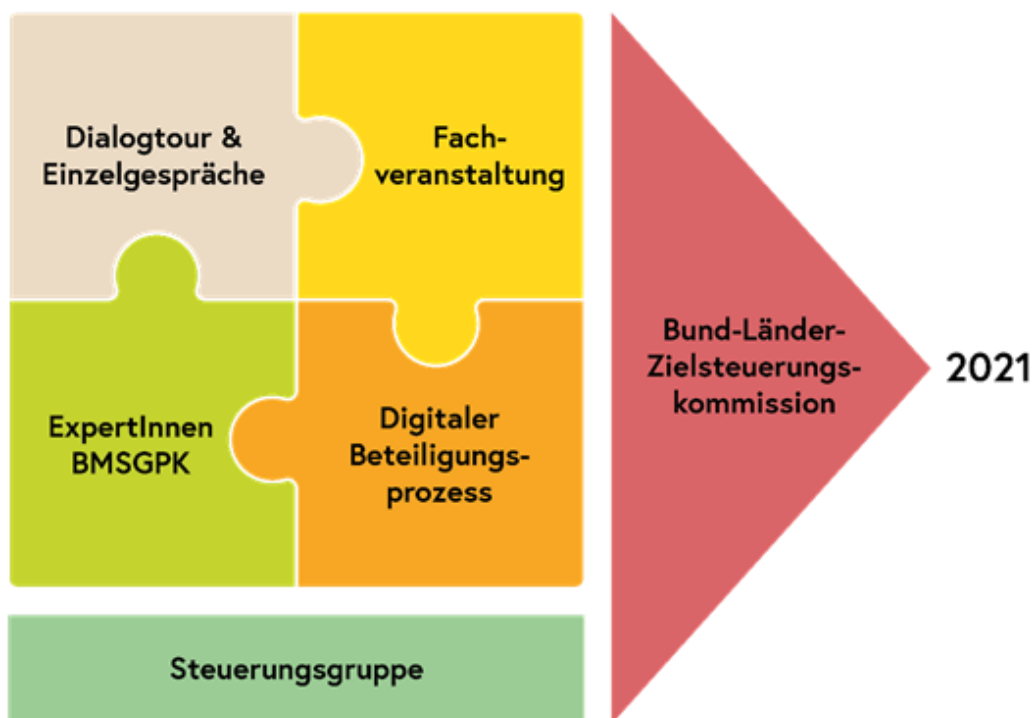 Dialogtour &
Einzelgespräche
Fach-
veranstaltung
ExpertInnen
BMSGPK
Digitaler
Beteiligungs-
prozess
Steuerungsgruppe
Bund-Länder-
Zielsteuerungs-
kommission
2021